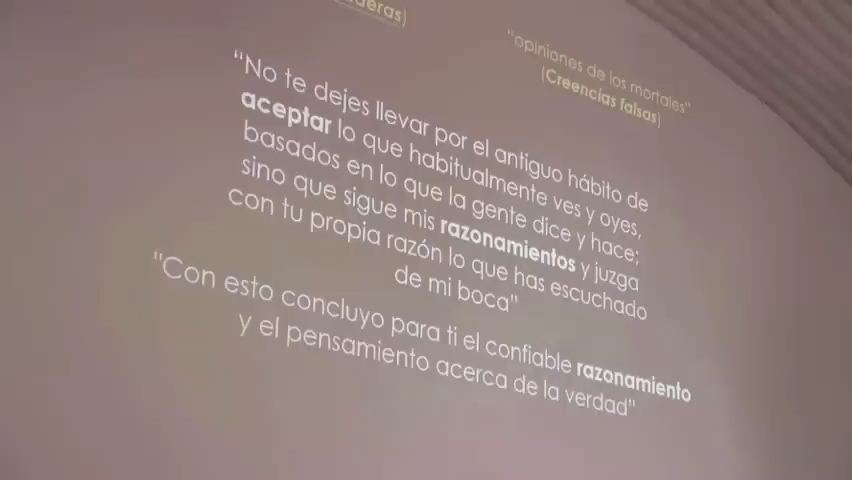 "opiniones de los mortales"
(Creencias falsas)
"No te dejes llevar por el antiguo hábito de
aceptar lo que habitualmente ves y oyes,
basados en lo que la gente dice y hace;
sino que sigue mis razonamientos y juzga
con tu propia razón lo que has escuchado
de mi boca"
"Con esto concluyo para ti el confiable razonamiento
y el pensamiento acerca de la verdad"